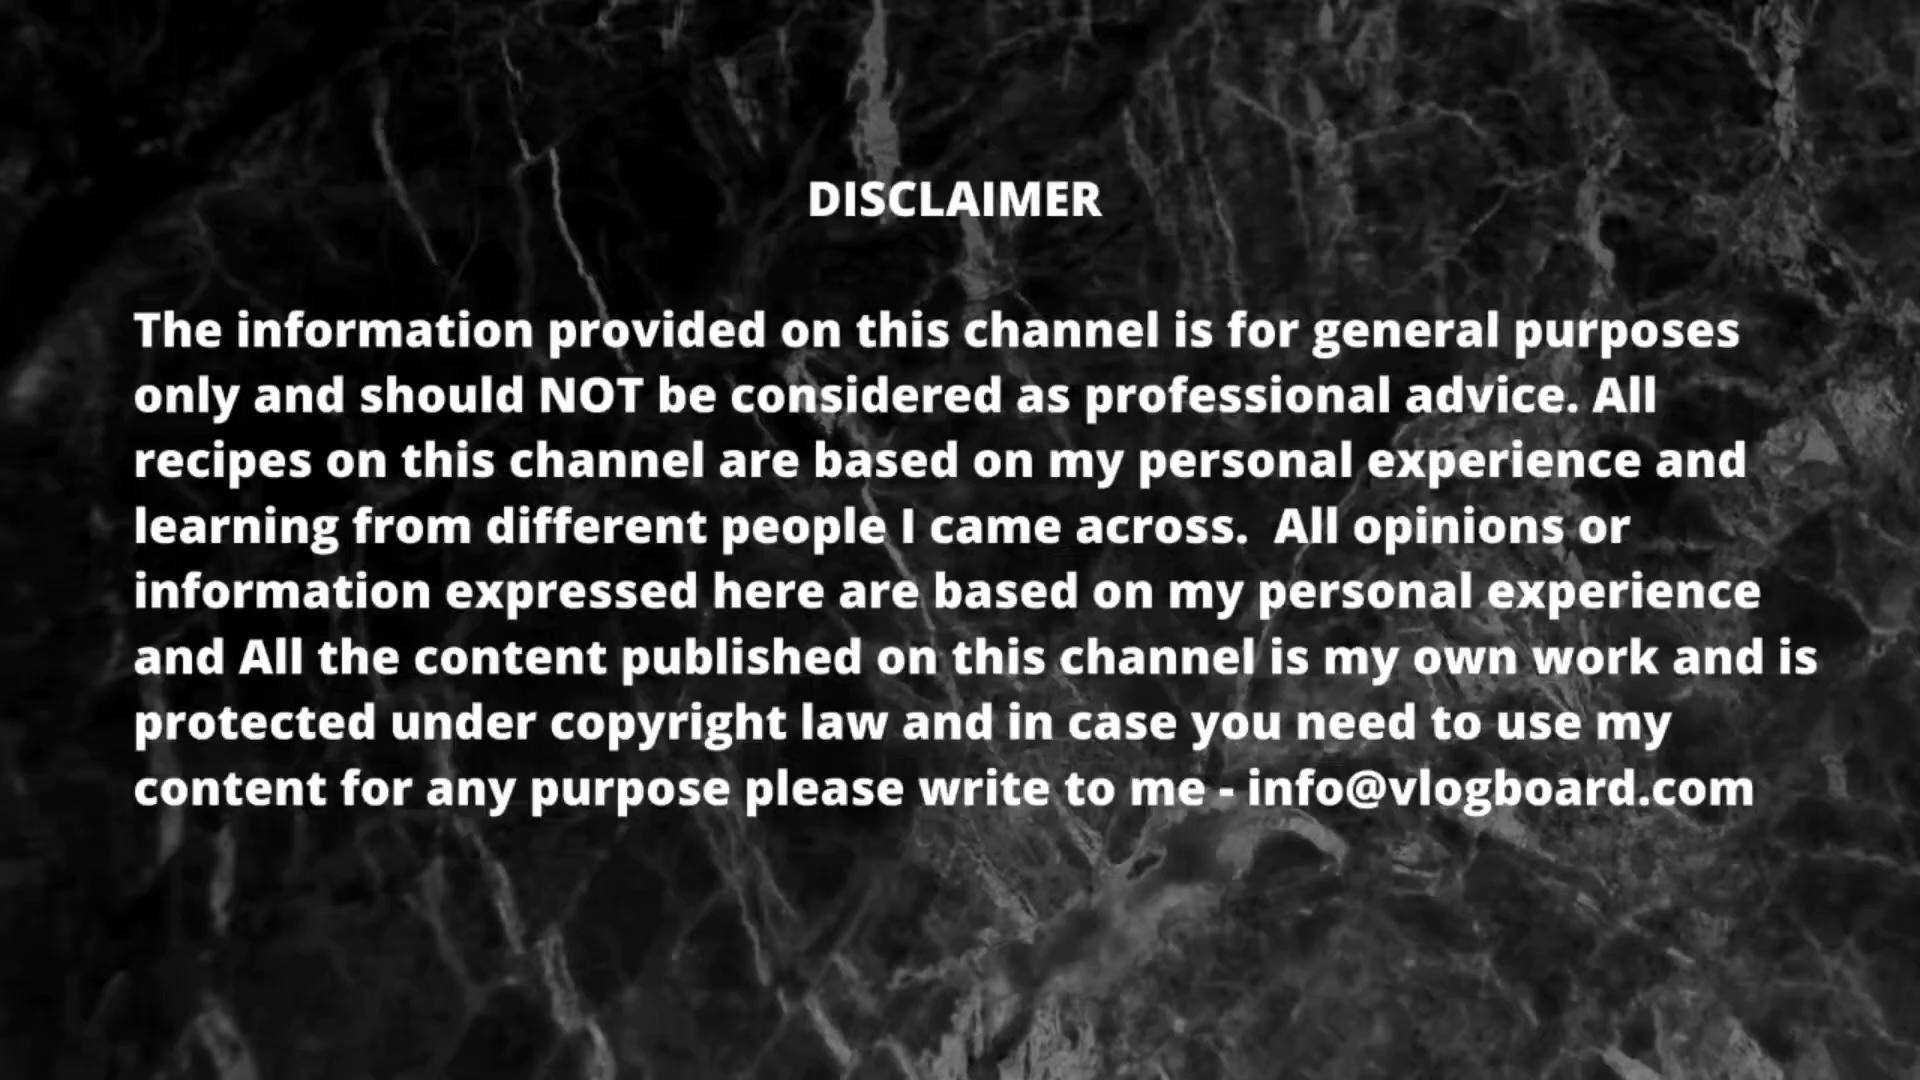 DISCLAIMER
The information provided on this channel is for general purposes
only and should NOT be considered as professional advice. All
recipes on this channel are based on my personal experience and
learning from different people I came across.  All opinions or
information expressed here are based on my personal experience
and All the content published on this channel is my own work and is
protected under copyright law and in case you need to use my
content for any purpose please write to me - info@vlogboard.com